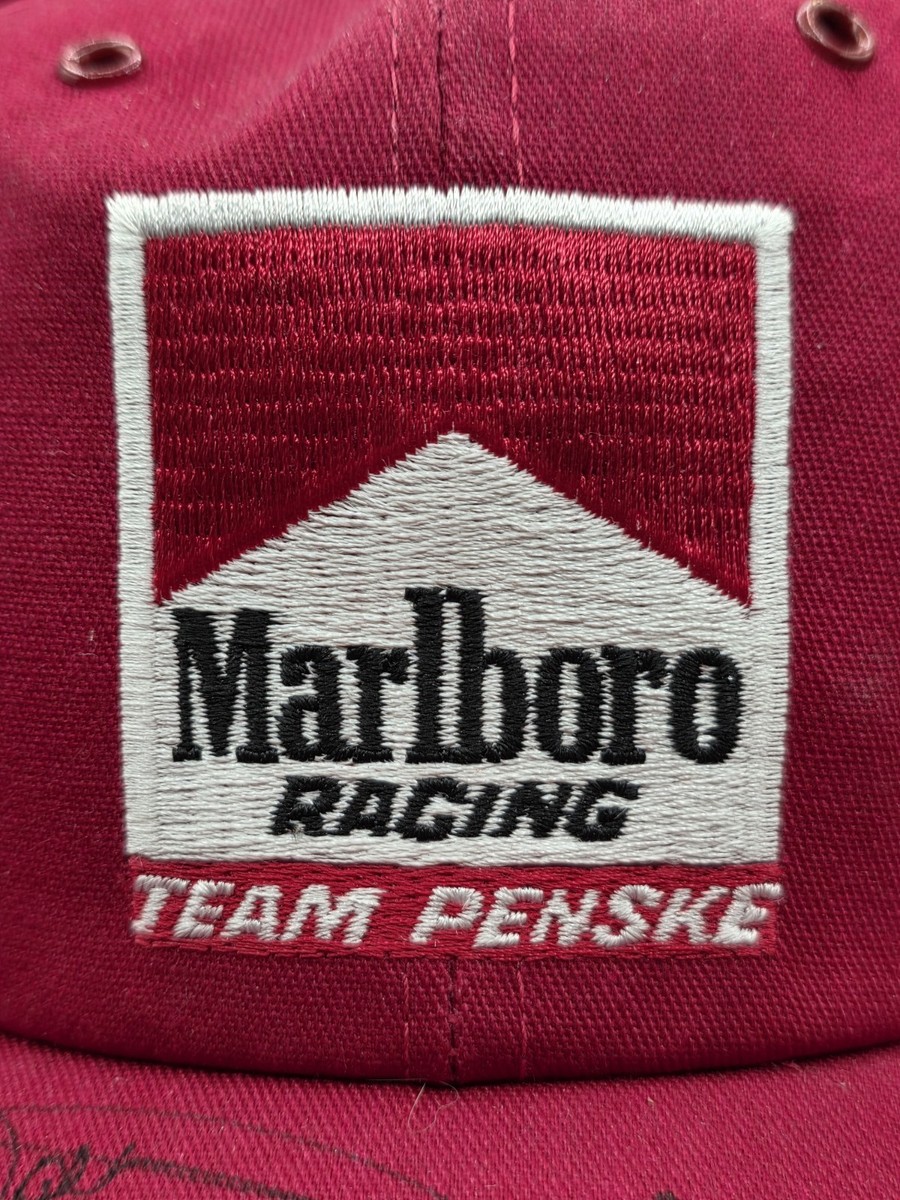 Marlboro
RACING
TEAM PENSKE